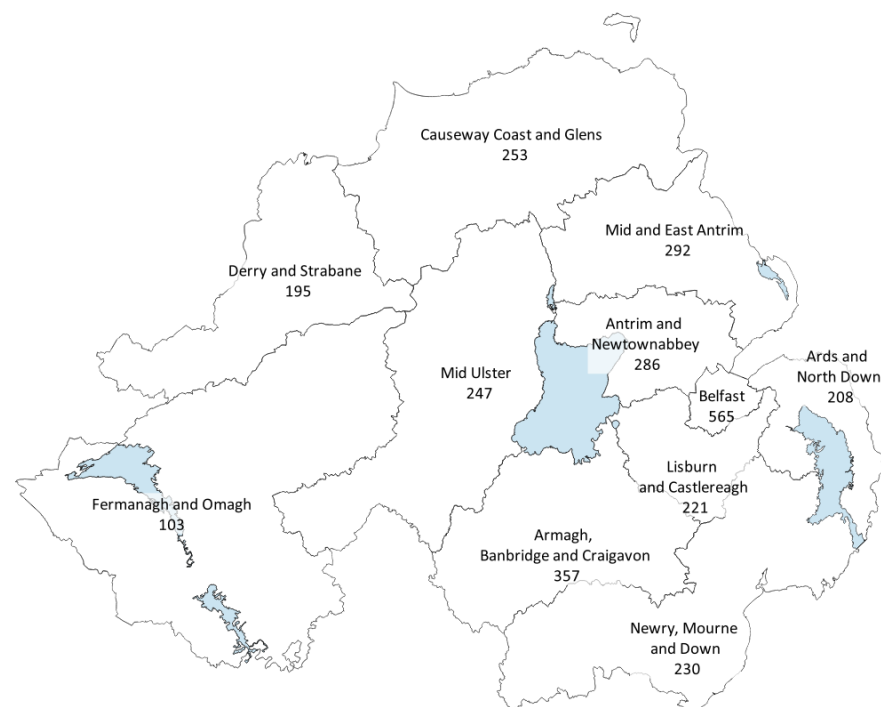 Causeway Coast and Glens
253
Mid and East Antrim
292
Derry and Strabane
195
Antrim and
Newtownabbey
286
Mid Ulster
247
Ards and
North Down
208
Belfast
565
Lisburn
and Castlereagh
221
Fermanagh and Omagh
103
Armagh,
Banbridge and Craigavon
357
Newry, Mourne
and Down
230